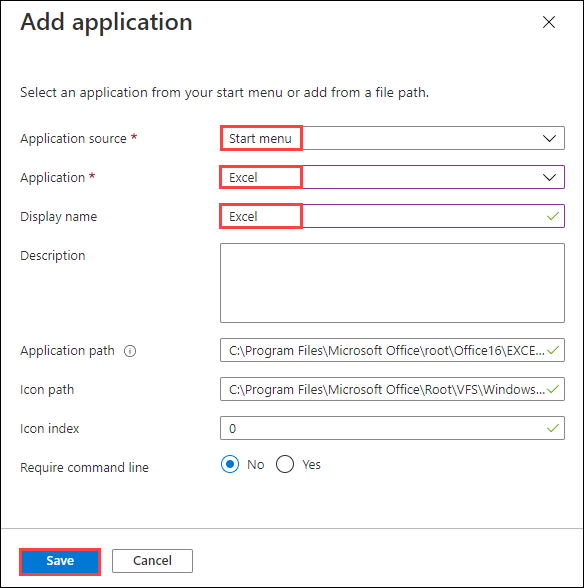 Add application
Select an application from your start menu or add from a file path.
Application source * Start menu
Application * Excel
Display name Excel
Description
Application path C:\Program Files\Microsoft Office\root\Office16\EXCE...
Icon path C:\Program Files\Microsoft Office\Root\VFS\Windows...
Icon index 0
Require command line No Yes
Save Cancel